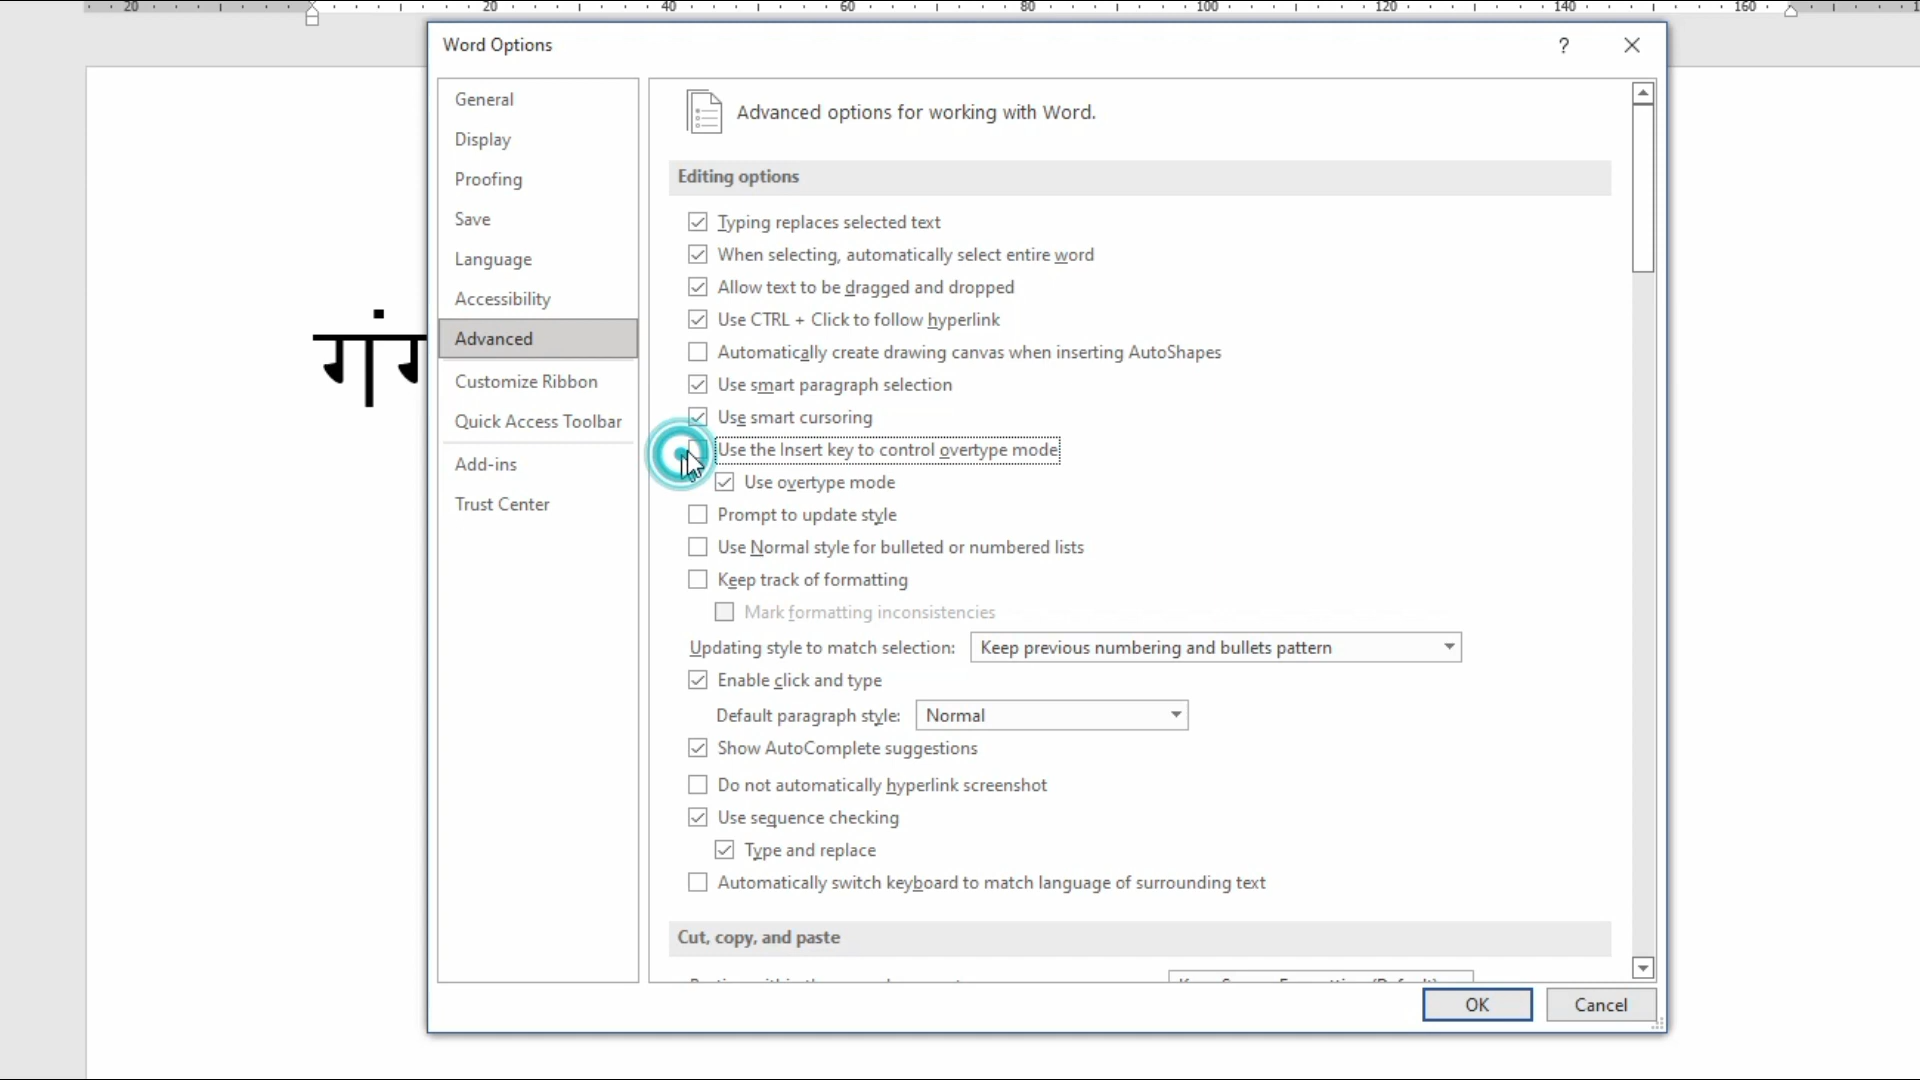 20 20 40 60 80 100 120 140 160
Word Options
?
General
Display
Proofing
Save
Language
Accessibility
Advanced
Customize Ribbon
Quick Access Toolbar
Add-ins
Trust Center
गं
Advanced options for working with Word.
Editing options
Typing replaces selected text
When selecting, automatically select entire word
Allow text to be dragged and dropped
Use CTRL + Click to follow hyperlink
Automatically create drawing canvas when inserting AutoShapes
Use smart paragraph selection
Use smart cursoring
Use the Insert key to control overtype mode
Use overtype mode
Prompt to update style
Use Normal style for bulleted or numbered lists
Keep track of formatting
Mark formatting inconsistencies
Updating style to match selection: Keep previous numbering and bullets pattern
Enable click and type
Default paragraph style: Normal
Show AutoComplete suggestions
Do not automatically hyperlink screenshot
Use sequence checking
Type and replace
Automatically switch keyboard to match language of surrounding text
Cut, copy, and paste
OK Cancel